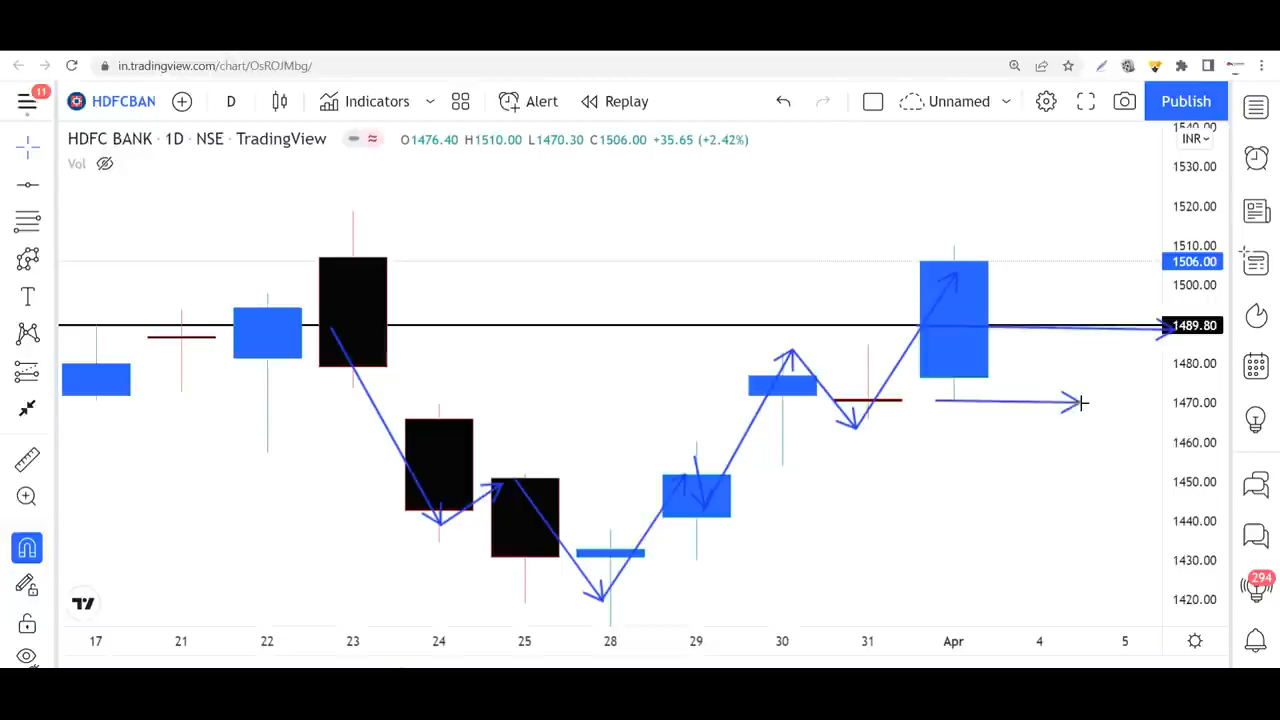 in.tradingview.com/chart/OsROJMbg/
11
HDFCBAN
D
Indicators
Alert
Replay
Unnamed
Publish
HDFC BANK · 1D · NSE · TradingView
O1476.40 H1510.00 L1470.30 C1506.00 +35.65 (+2.42%)
Vol
INR
1530.00
1520.00
1510.00
1506.00
1500.00
1489.80
1480.00
1470.00
1460.00
1450.00
1440.00
1430.00
1420.00
294
17 21 22 23 24 25 28 29 30 31 Apr 4 5